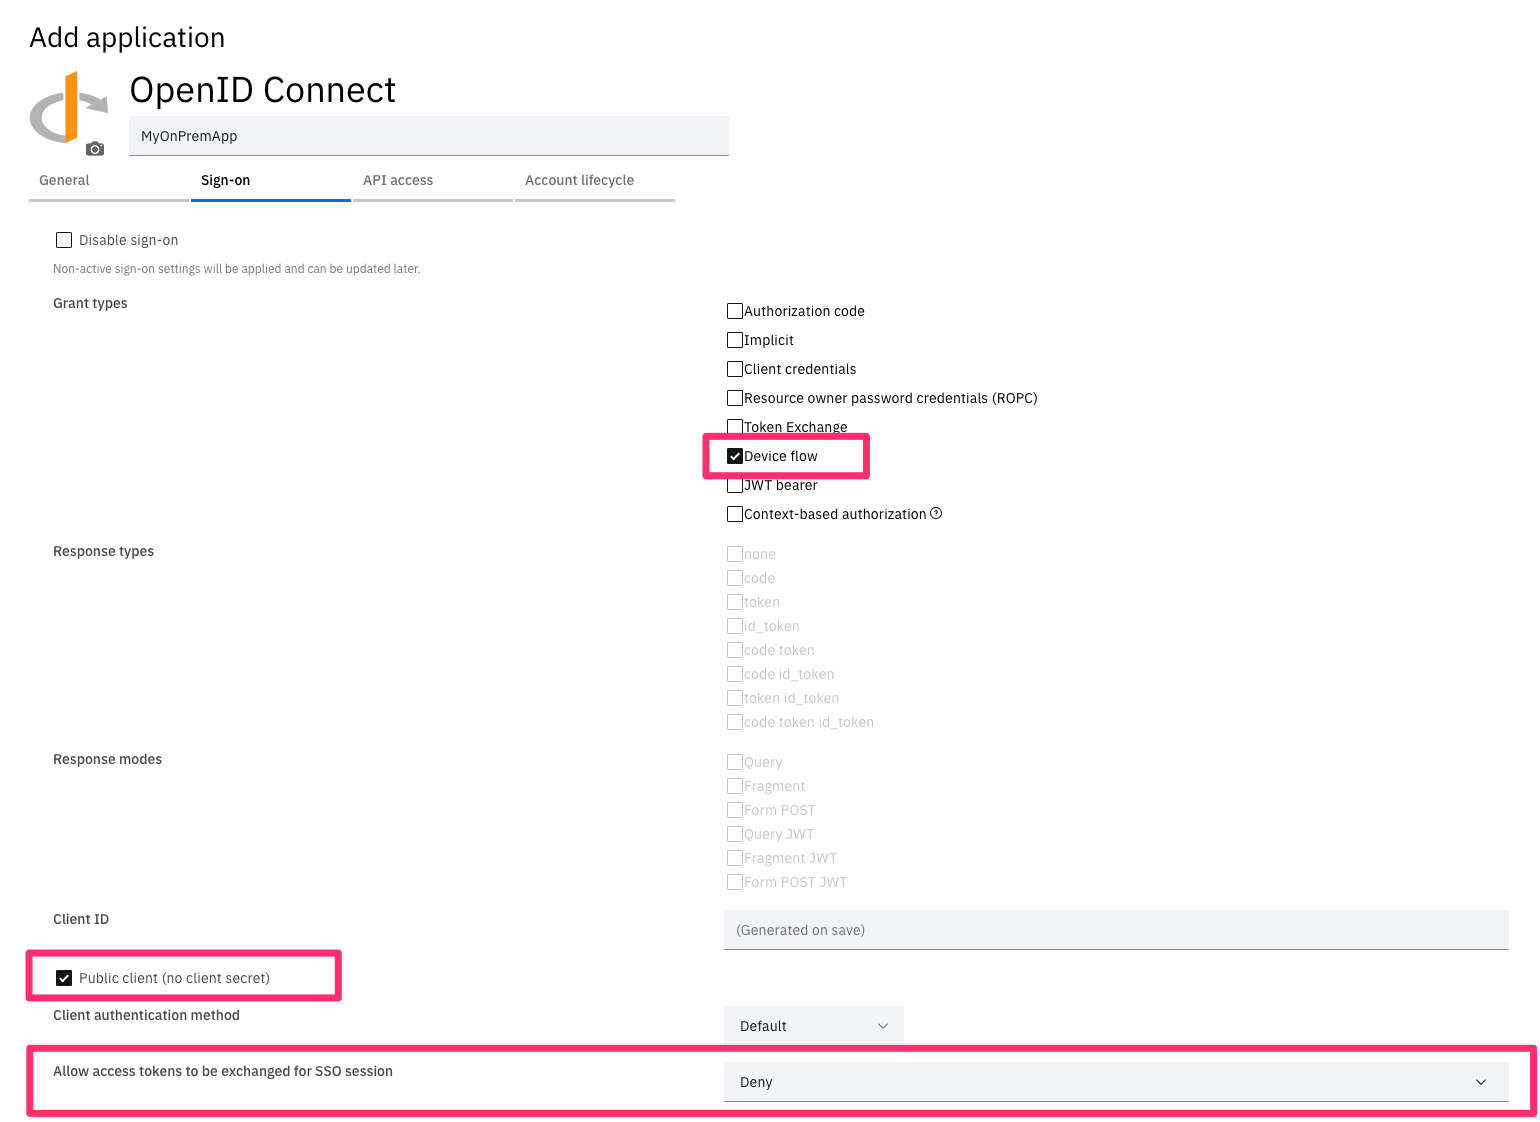 Add application
OpenID Connect
MyOnPremApp
General Sign-on API access Account lifecycle
Disable sign-on
Non-active sign-on settings will be applied and can be updated later.
Grant types
Authorization code
Implicit
Client credentials
Resource owner password credentials (ROPC)
Token Exchange
Device flow
JWT bearer
Context-based authorization ?
Response types
none
code
token
id_token
code token
code id_token
token id_token
code token id_token
Response modes
Query
Fragment
Form POST
Query JWT
Fragment JWT
Form POST JWT
Client ID
(Generated on save)
Public client (no client secret)
Client authentication method
Default
Allow access tokens to be exchanged for SSO session
Deny